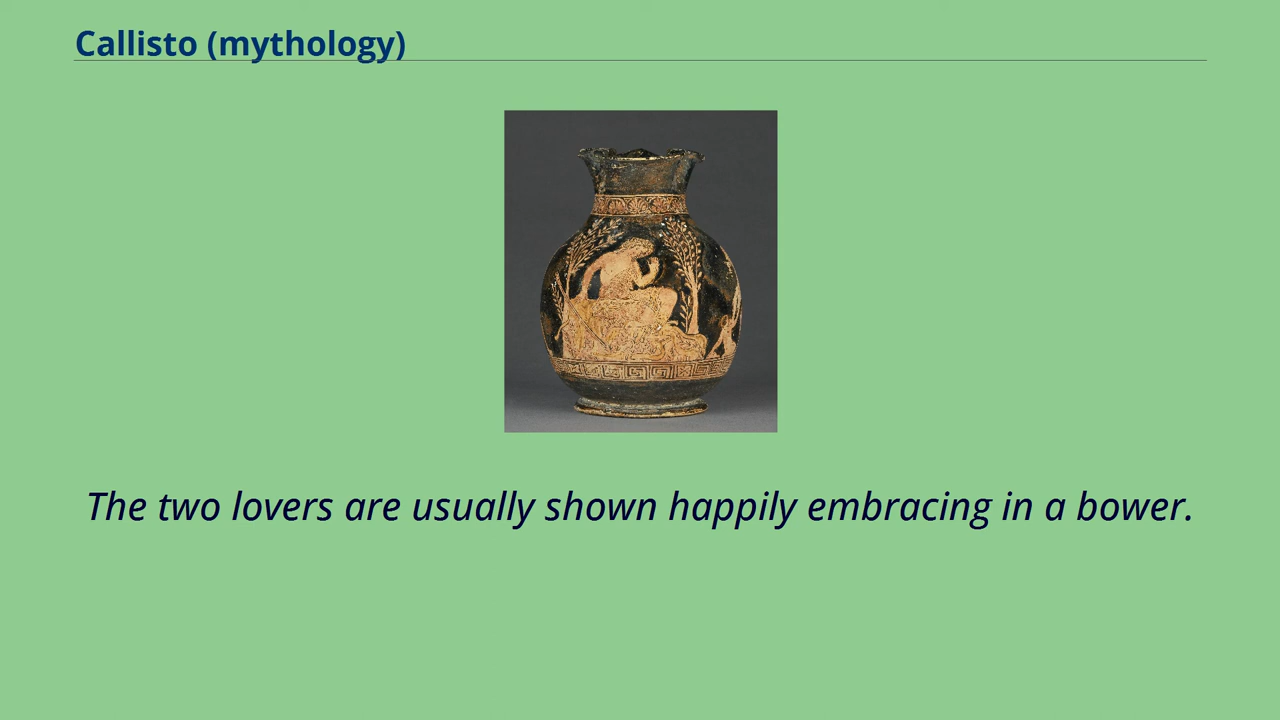 Callisto (mythology)
The two lovers are usually shown happily embracing in a bower.